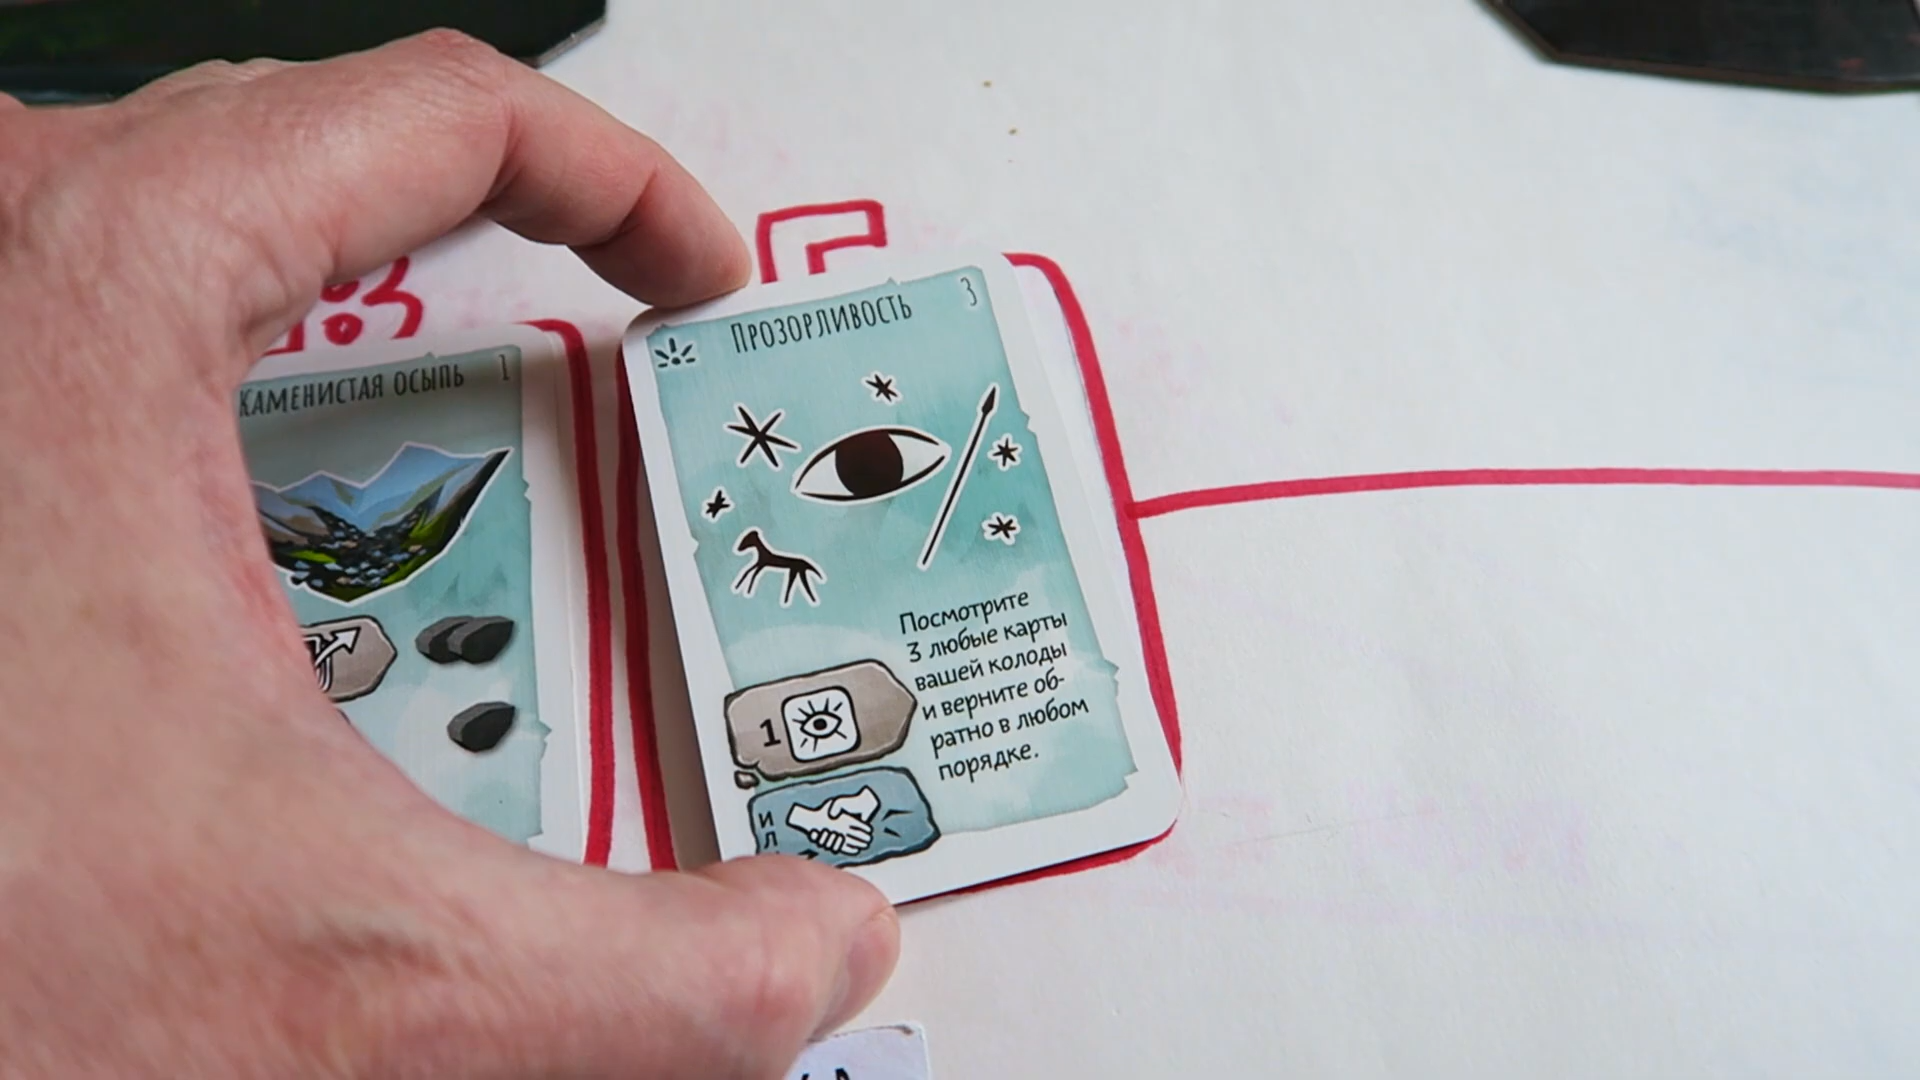 Каменистая осыпь 1
Прозорливость 3
Посмотрите
3 любые карты
вашей колоды
и верните об-
ратно в любом
порядке.
1